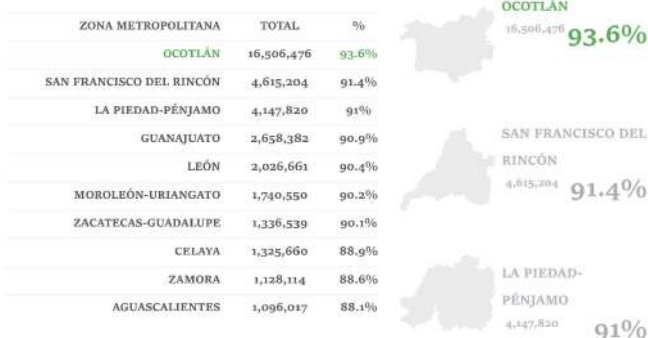 ZONA METROPOLITANA TOTAL %
OCOTLÁN 16,506,476 93.6%
SAN FRANCISCO DEL RINCÓN 4,615,204 91.4%
LA PIEDAD-PÉNJAMO 4,147,820 91%
GUANAJUATO 2,658,382 90.9%
LEÓN 2,026,661 90.4%
MOROLEÓN-URIANGATO 1,740,550 90.2%
ZACATECAS-GUADALUPE 1,336,539 90.1%
CELAYA 1,325,660 88.9%
ZAMORA 1,128,114 88.6%
AGUASCALIENTES 1,096,017 88.1%
OCOTLÁN
16,506,476 93.6%
SAN FRANCISCO DEL
RINCÓN
4,615,204 91.4%
LA PIEDAD-
PÉNJAMO
4,147,820 91%